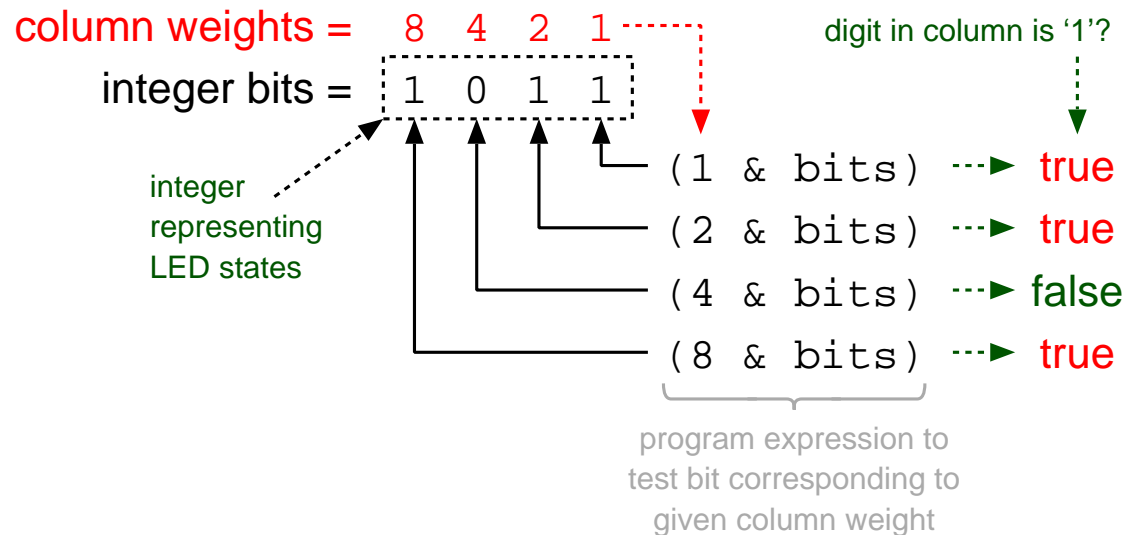 column weights = 8 4 2 1
digit in column is ‘1’?
integer bits = 1 0 1 1
integer
representing
LED states
(1 & bits) true
(2 & bits) true
(4 & bits) false
(8 & bits) true
program expression to
test bit corresponding to
given column weight